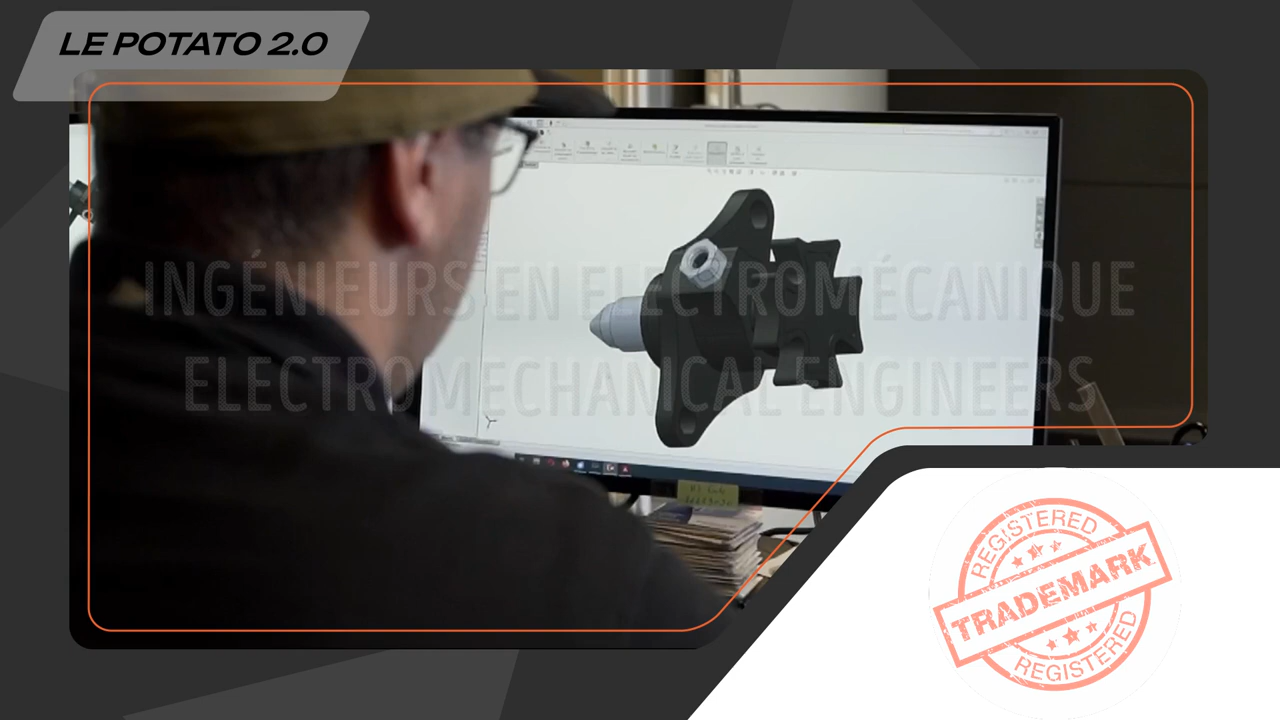 LE POTATO 2.0
INGÉNIEURS EN ÉLECTROMÉCANIQUE
ELECTROMECHANICAL ENGINEERS
REGISTERED
TRADEMARK
REGISTERED